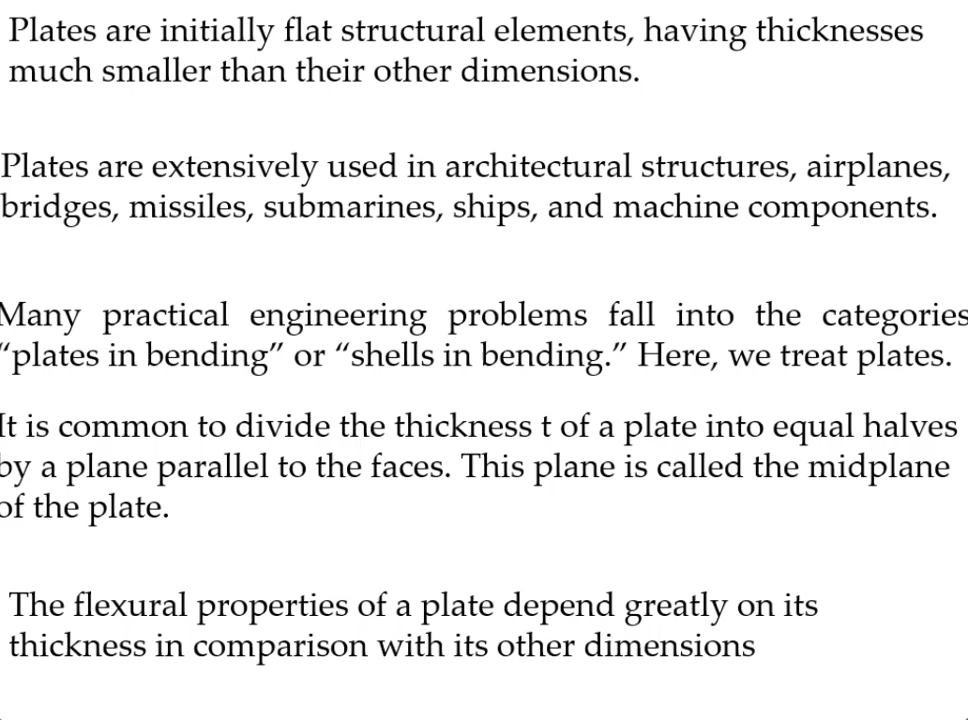 Plates are initially flat structural elements, having thicknesses
much smaller than their other dimensions.
Plates are extensively used in architectural structures, airplanes,
bridges, missiles, submarines, ships, and machine components.
Many practical engineering problems fall into the categories
“plates in bending” or “shells in bending.” Here, we treat plates.
It is common to divide the thickness t of a plate into equal halves
by a plane parallel to the faces. This plane is called the midplane
of the plate.
The flexural properties of a plate depend greatly on its
thickness in comparison with its other dimensions